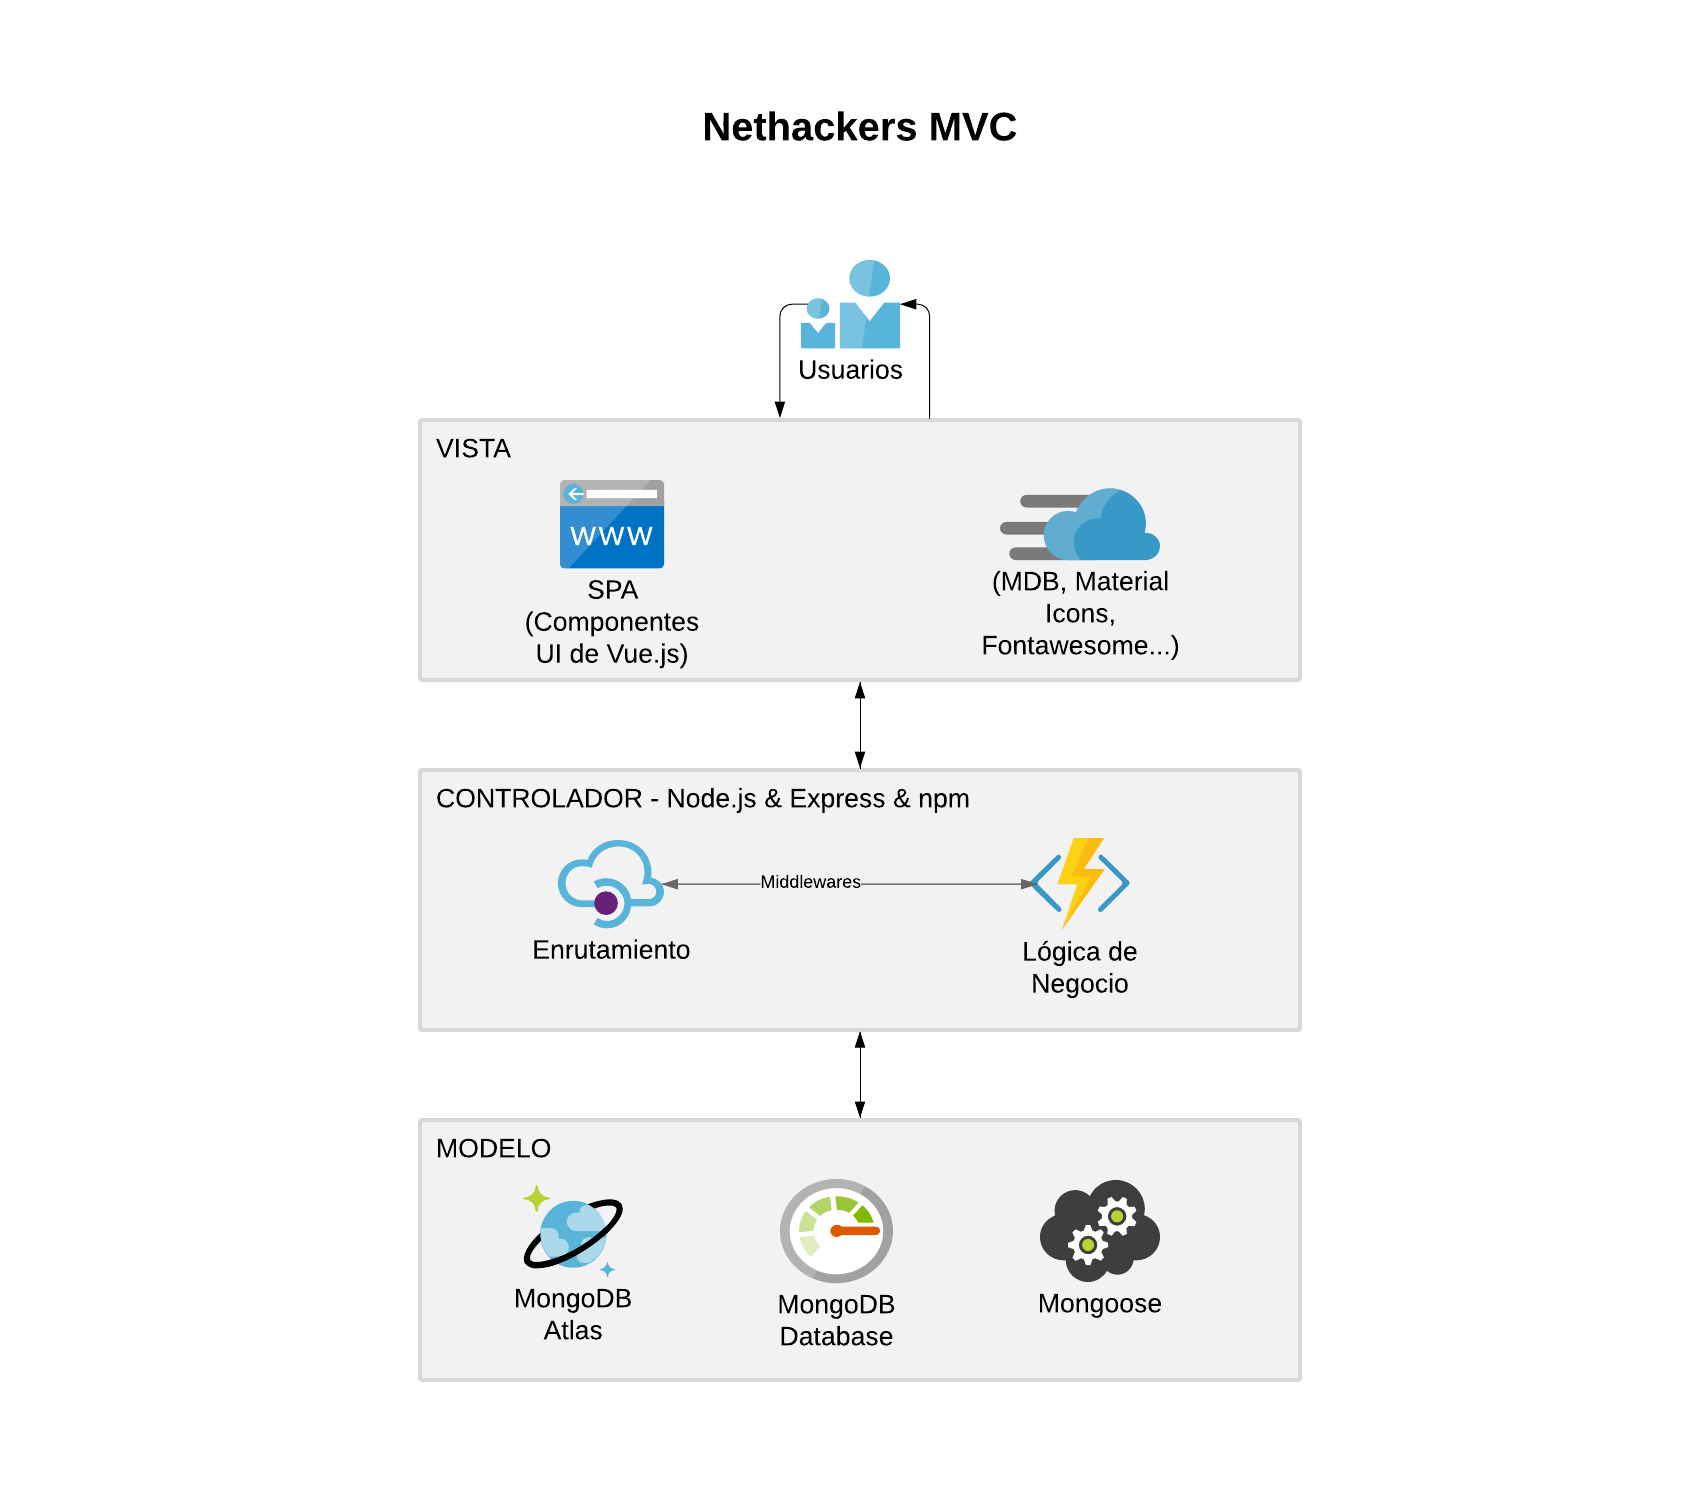 Nethackers MVC
Usuarios
VISTA
WWW
SPA
(Componentes
UI de Vue.js)
(MDB, Material
Icons,
Fontawesome...)
CONTROLADOR - Node.js & Express & npm
Middlewares
Enrutamiento
Lógica de
Negocio
MODELO
MongoDB
Atlas
MongoDB
Database
Mongoose